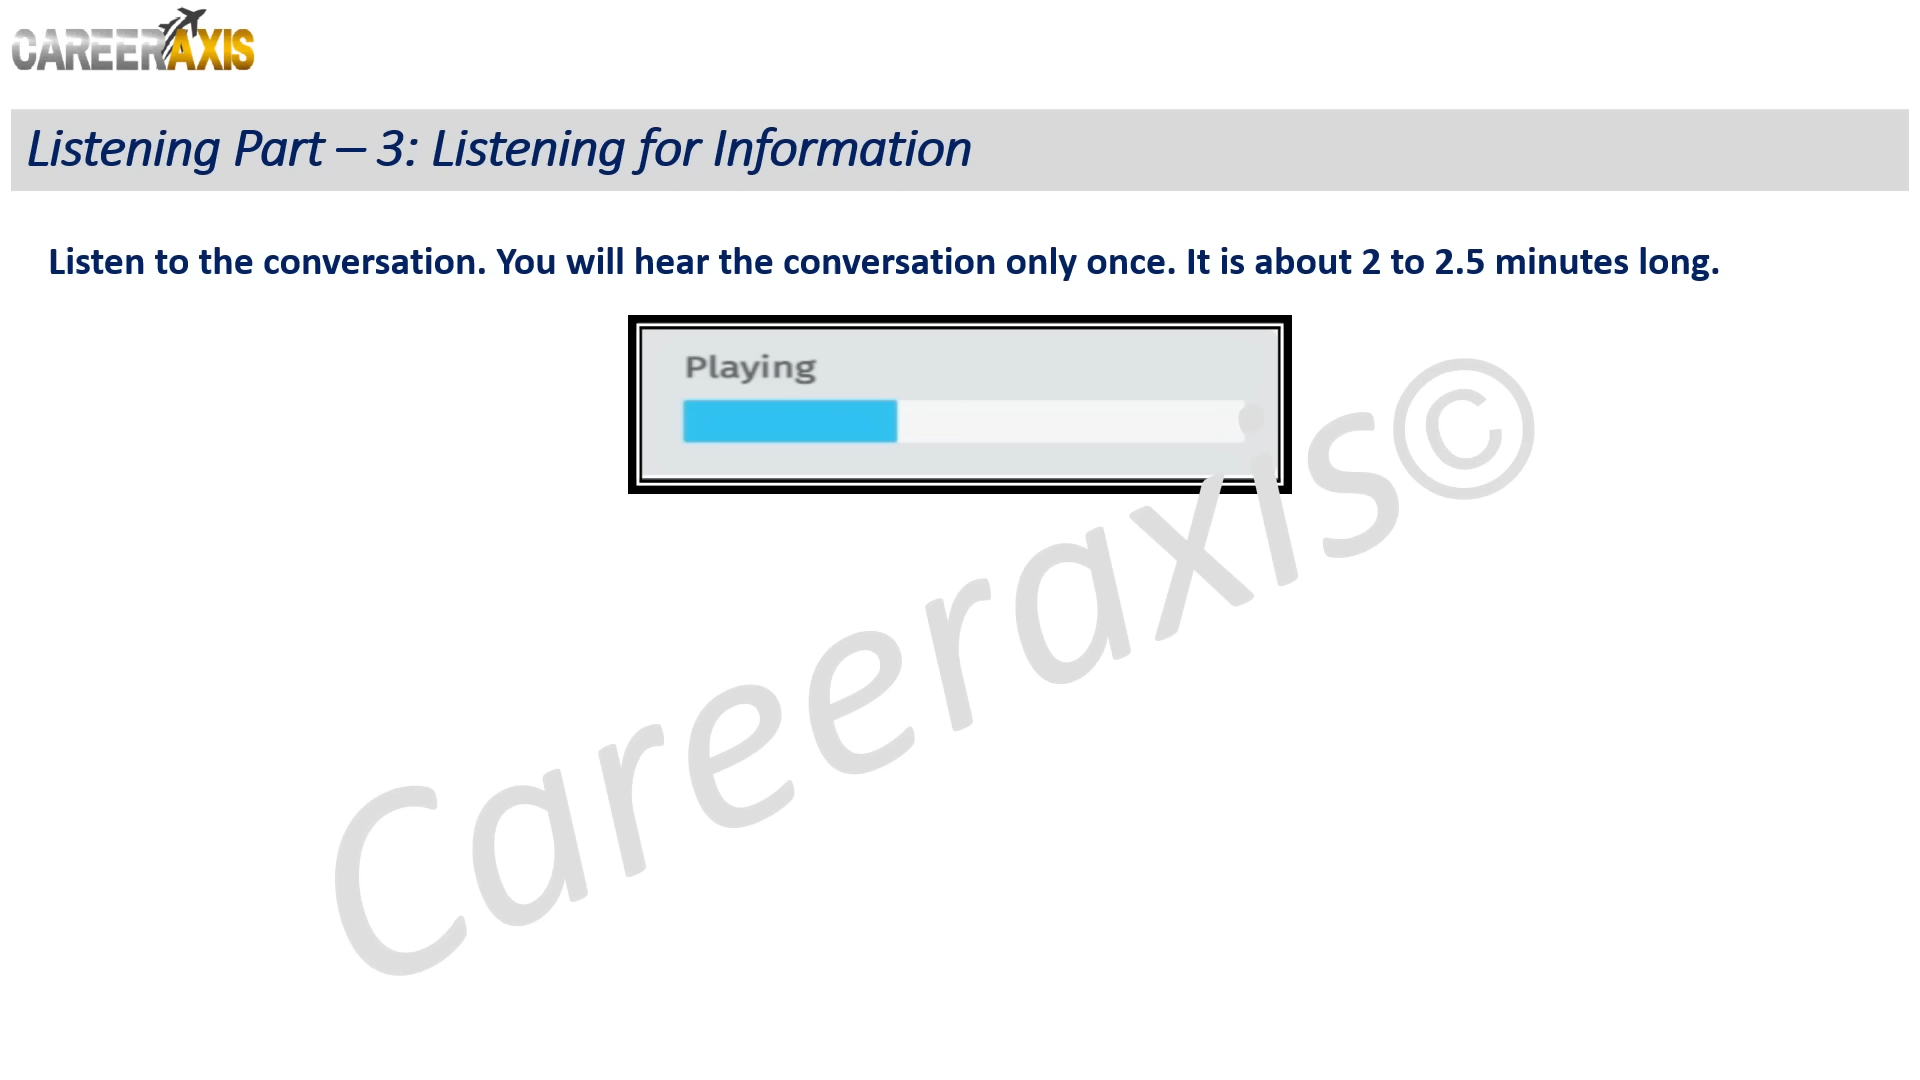 CAREERAXIS
Listening Part – 3: Listening for Information
Listen to the conversation. You will hear the conversation only once. It is about 2 to 2.5 minutes long.
Playing
Careeraxis©